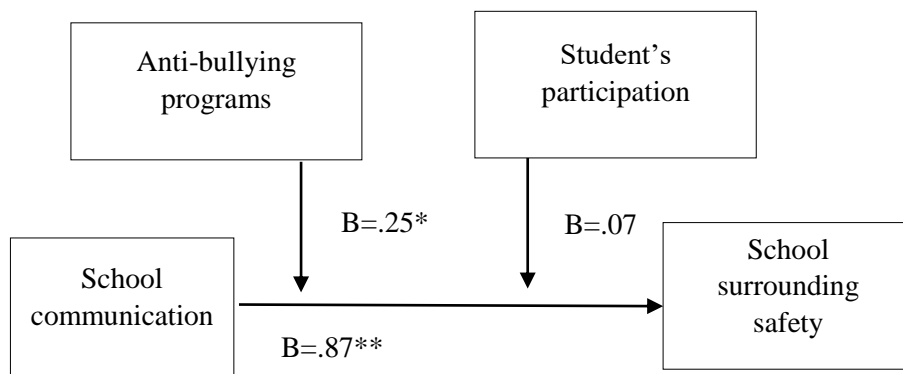 Anti-bullying
programs
Student’s
participation
B=.25*
B=.07
School
communication
School
surrounding
safety
B=.87**